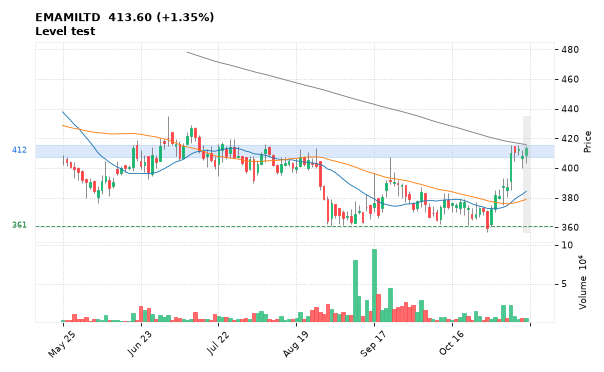 EMAMILTD 413.60 (+1.35%)
Level test
480
460
440
420
412
400
380
361
360
Price
10
5
Volume 10⁴
May 25
Jun 23
Jul 22
Aug 19
Sep 17
Oct 16